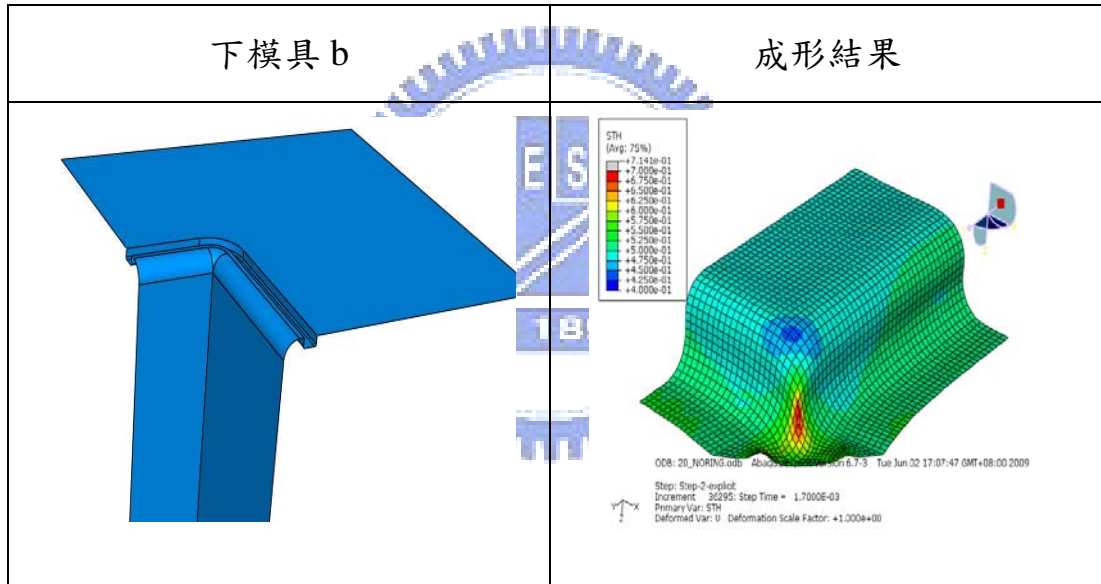 下模具 b
成形結果
E S
18
STH
(Avg: 75%)
+7.141e-01
+7.000e-01
+6.750e-01
+6.500e-01
+6.250e-01
+6.000e-01
+5.750e-01
+5.500e-01
+5.250e-01
+5.000e-01
+4.750e-01
+4.500e-01
+4.250e-01
+4.000e-01
ODB: 20_NORING.odb 6.7-3 Tue Jun 02 17:07:47 GMT+08:00 2009
Step: Step-2-explicit
Increment 36295: Step Time = 1.7000E-03
Primary Var: STH
Deformed Var: U Deformation Scale Factor: +1.000e+00
Y X
Z